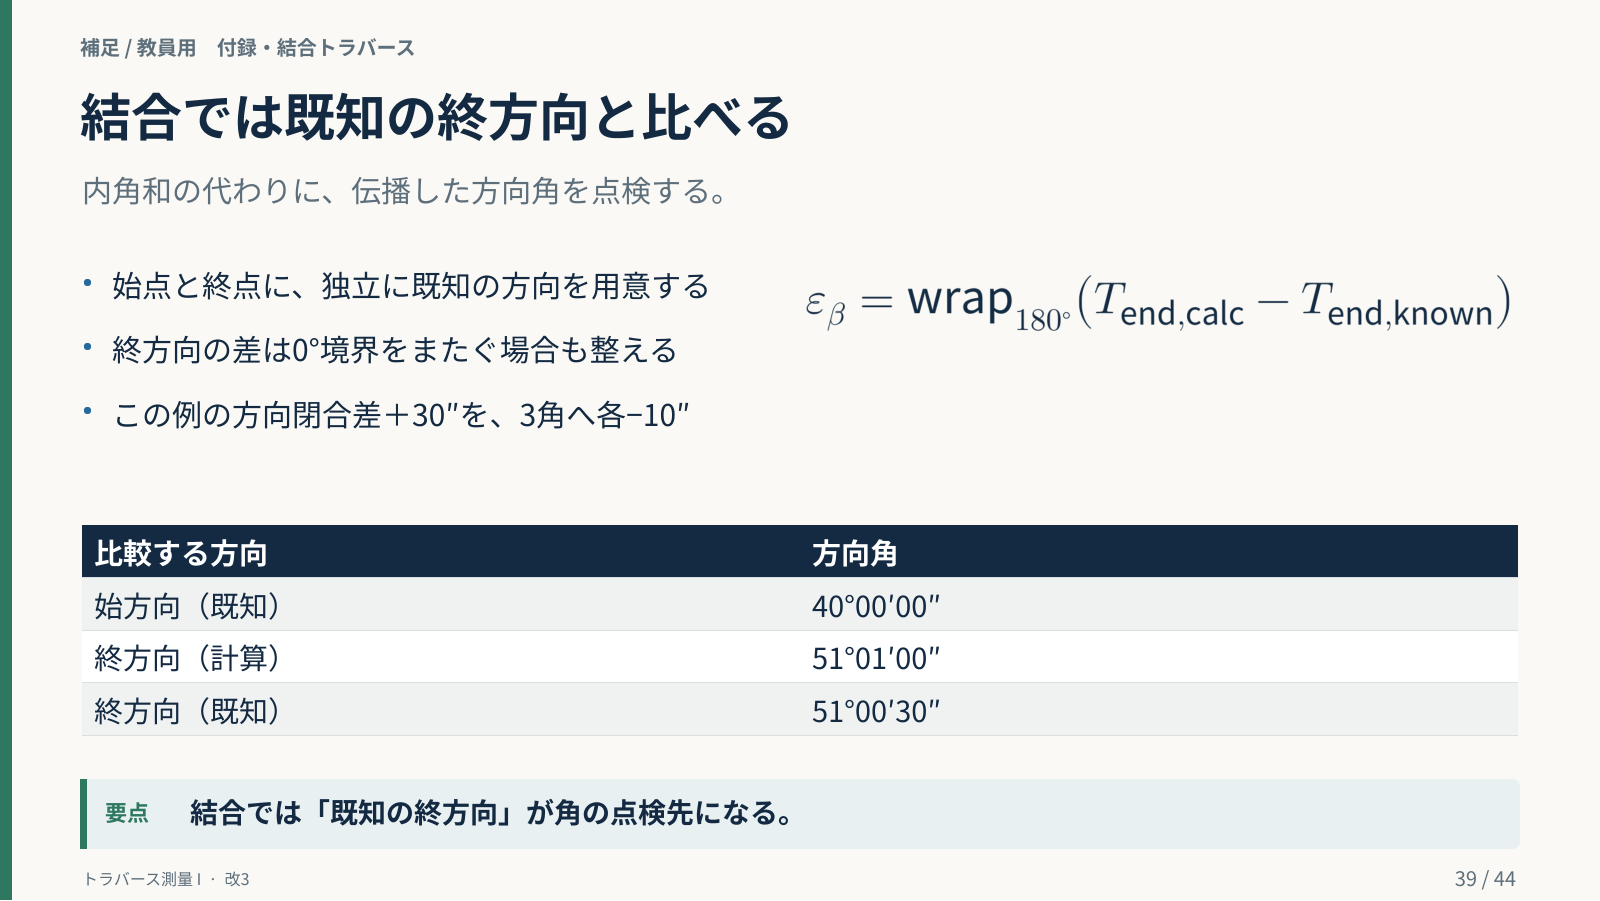 補足 / 教員用　付録・結合トラバース
結合では既知の終方向と比べる
内角和の代わりに、伝播した方向角を点検する。
• 始点と終点に、独立に既知の方向を用意する
• 終方向の差は0°境界をまたぐ場合も整える
• この例の方向閉合差＋30″を、3角へ各−10″
ε_β = wrap_180°(T_end,calc − T_end,known)
比較する方向 方向角
始方向（既知） 40°00′00″
終方向（計算） 51°01′00″
終方向（既知） 51°00′30″
要点 結合では「既知の終方向」が角の点検先になる。
トラバース測量 I · 改3
39 / 44